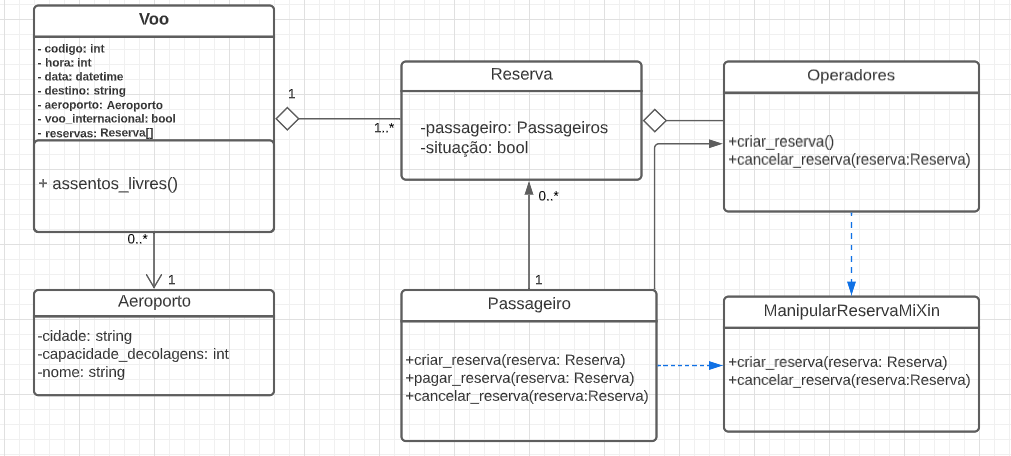 Voo
- codigo: int
- hora: int
- data: datetime
- destino: string
- aeroporto: Aeroporto
- voo_internacional: bool
- reservas: Reserva[]
+ assentos_livres()
1
1..*
Reserva
-passageiro: Passageiros
-situação: bool
Operadores
+criar_reserva()
+cancelar_reserva(reserva:Reserva)
0..*
1
0..*
1
Aeroporto
-cidade: string
-capacidade_decolagens: int
-nome: string
Passageiro
+criar_reserva(reserva: Reserva)
+pagar_reserva(reserva: Reserva)
+cancelar_reserva(reserva:Reserva)
ManipularReservaMiXin
+criar_reserva(reserva: Reserva)
+cancelar_reserva(reserva:Reserva)